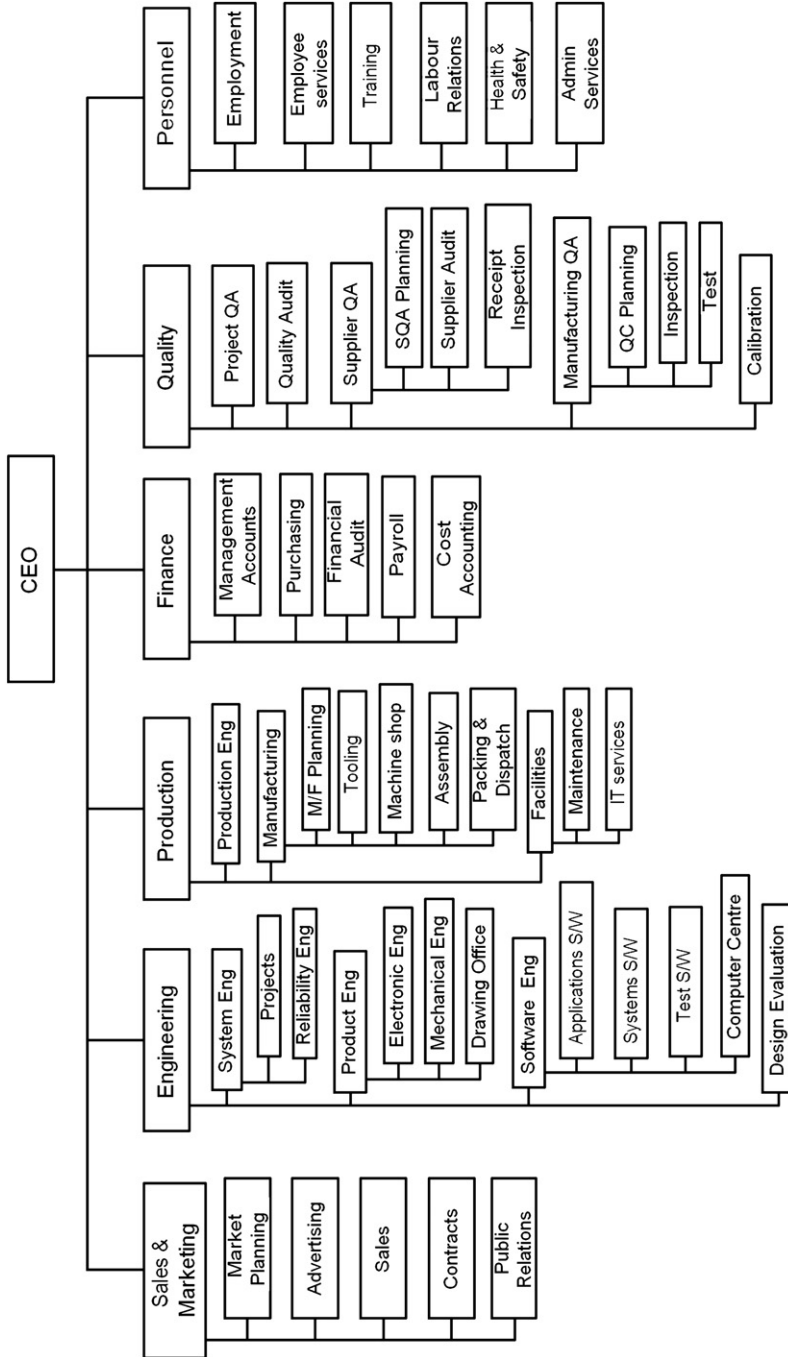 CEO
Sales &
Marketing
Market
Planning
Advertising
Sales
Contracts
Public
Relations
Engineering
System Eng
Projects
Reliability Eng
Product Eng
Electronic Eng
Mechanical Eng
Drawing Office
Software Eng
Applications S/W
Systems S/W
Test S/W
Computer Centre
Design Evaluation
Production
Production Eng
Manufacturing
M/F Planning
Tooling
Machine shop
Assembly
Packing &
Dispatch
Facilities
Maintenance
IT services
Finance
Management
Accounts
Purchasing
Financial
Audit
Payroll
Cost
Accounting
Quality
Project QA
Quality Audit
Supplier QA
SQA Planning
Supplier Audit
Receipt
Inspection
Manufacturing QA
QC Planning
Inspection
Test
Calibration
Personnel
Employment
Employee
services
Training
Labour
Relations
Health &
Safety
Admin
Services